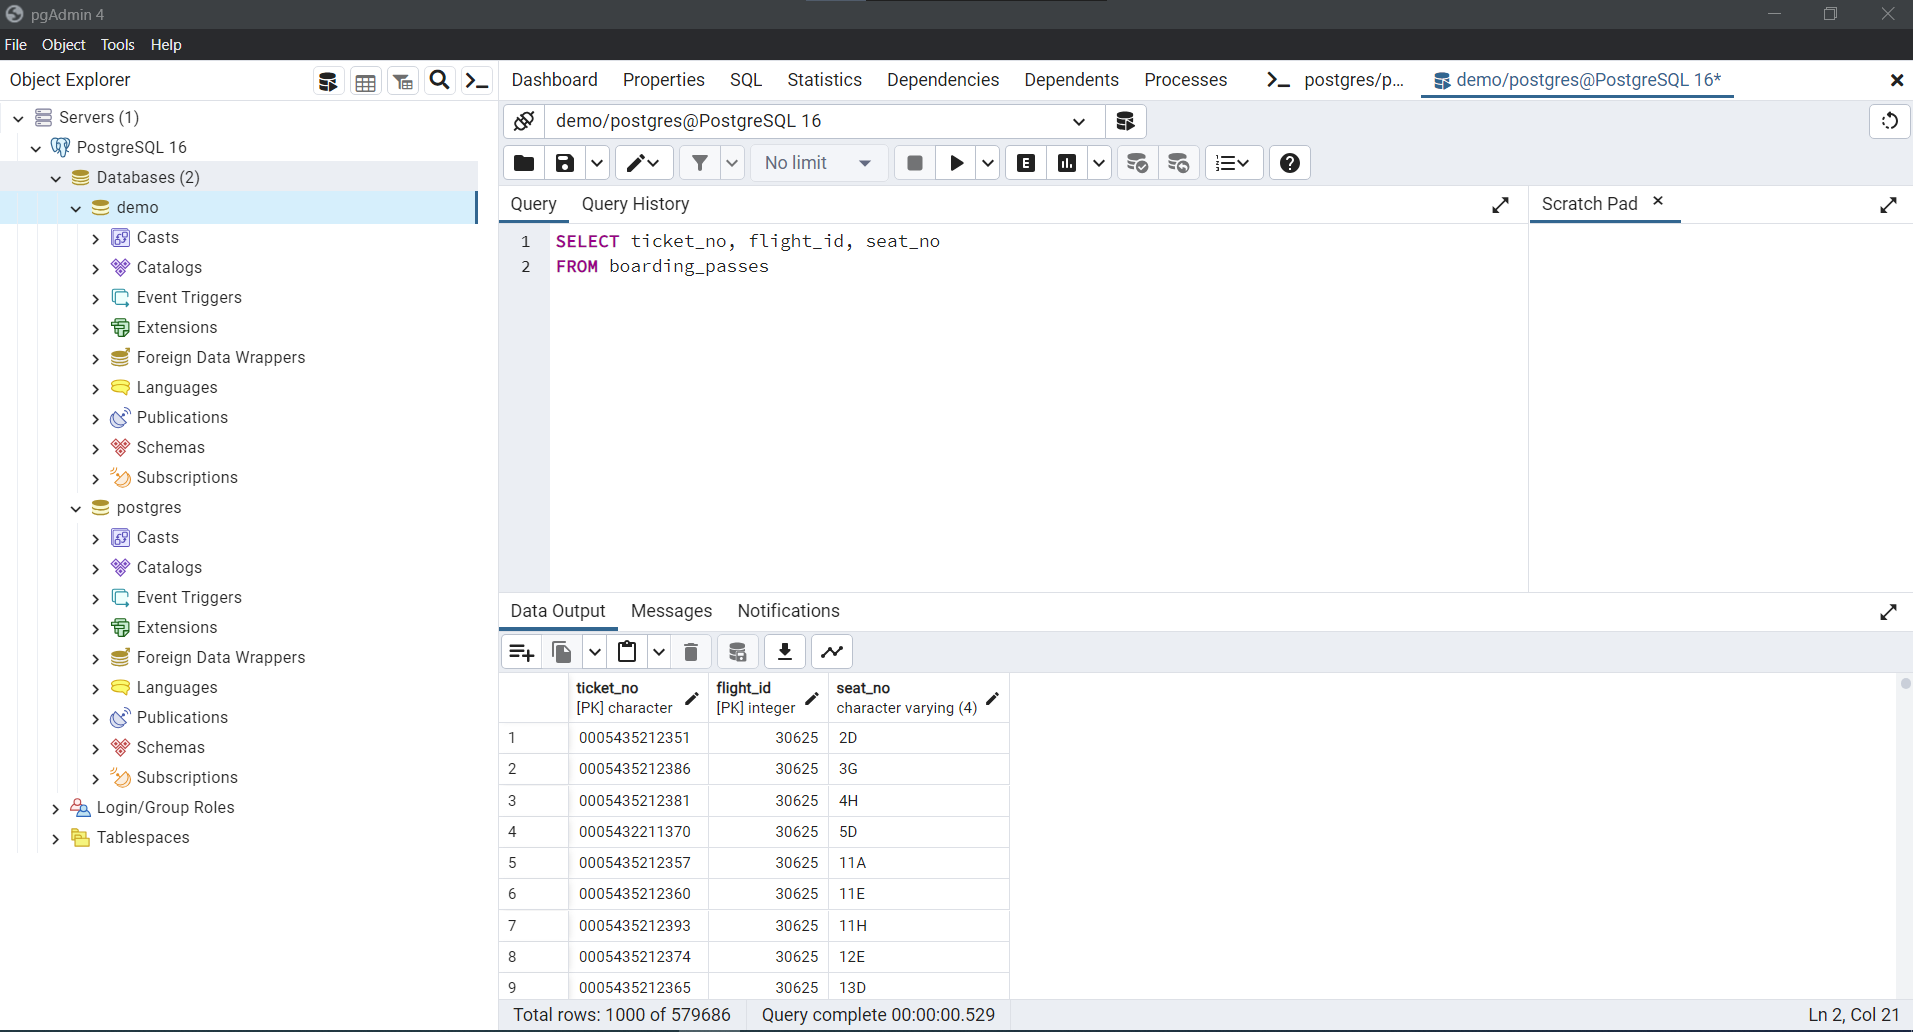 pgAdmin 4
File Object Tools Help
Object Explorer
Servers (1)
PostgreSQL 16
Databases (2)
demo
Casts
Catalogs
Event Triggers
Extensions
Foreign Data Wrappers
Languages
Publications
Schemas
Subscriptions
postgres
Casts
Catalogs
Event Triggers
Extensions
Foreign Data Wrappers
Languages
Publications
Schemas
Subscriptions
Login/Group Roles
Tablespaces
Dashboard Properties SQL Statistics Dependencies Dependents Processes postgres/p... demo/postgres@PostgreSQL 16*
demo/postgres@PostgreSQL 16
No limit E
Query Query History
Scratch Pad
1 SELECT ticket_no, flight_id, seat_no
2 FROM boarding_passes
Data Output Messages Notifications
ticket_no flight_id seat_no
[PK] character [PK] integer character varying (4)
1 0005435212351 30625 2D
2 0005435212386 30625 3G
3 0005435212381 30625 4H
4 0005432211370 30625 5D
5 0005435212357 30625 11A
6 0005435212360 30625 11E
7 0005435212393 30625 11H
8 0005435212374 30625 12E
9 0005435212365 30625 13D
Total rows: 1000 of 579686 Query complete 00:00:00.529 Ln 2, Col 21